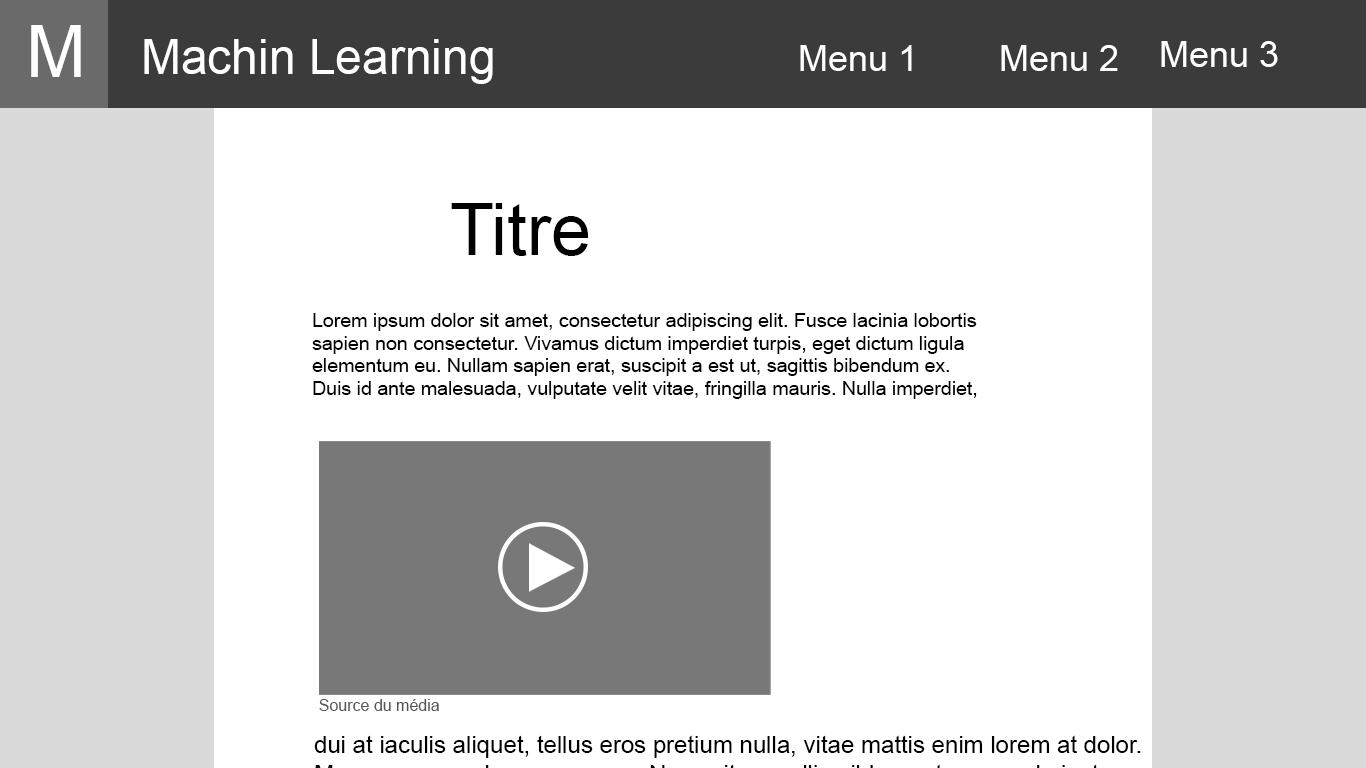 M
Machin Learning
Menu 1
Menu 2
Menu 3
Titre
Lorem ipsum dolor sit amet, consectetur adipiscing elit. Fusce lacinia lobortis
sapien non consectetur. Vivamus dictum imperdiet turpis, eget dictum ligula
elementum eu. Nullam sapien erat, suscipit a est ut, sagittis bibendum ex.
Duis id ante malesuada, vulputate velit vitae, fringilla mauris. Nulla imperdiet,
Source du média
dui at iaculis aliquet, tellus eros pretium nulla, vitae mattis enim lorem at dolor.